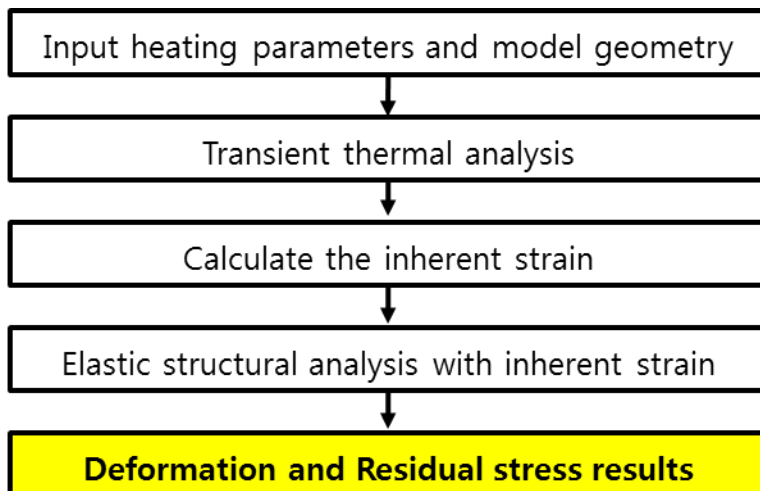 Input heating parameters and model geometry
Transient thermal analysis
Calculate the inherent strain
Elastic structural analysis with inherent strain
Deformation and Residual stress results